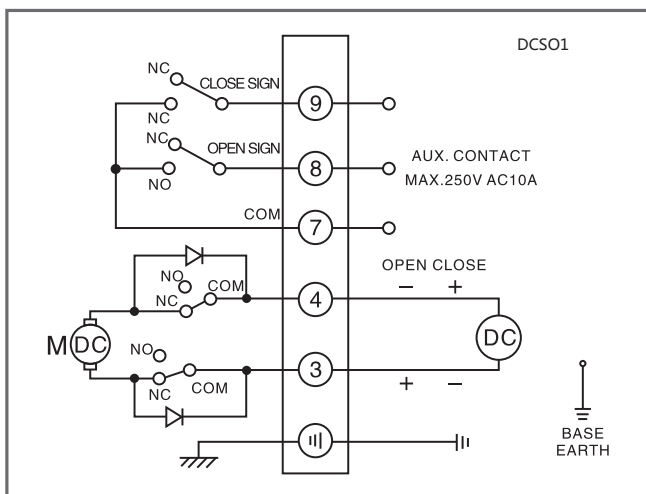 DCSO1
NC
CLOSE SIGN
9
NC
NC
OPEN SIGN
8
AUX. CONTACT
MAX.250V AC10A
NO
COM
7
OPEN CLOSE
NO
COM
NC
4
− +
M DC
DC
NO
3
NC
COM
+ −
BASE
EARTH